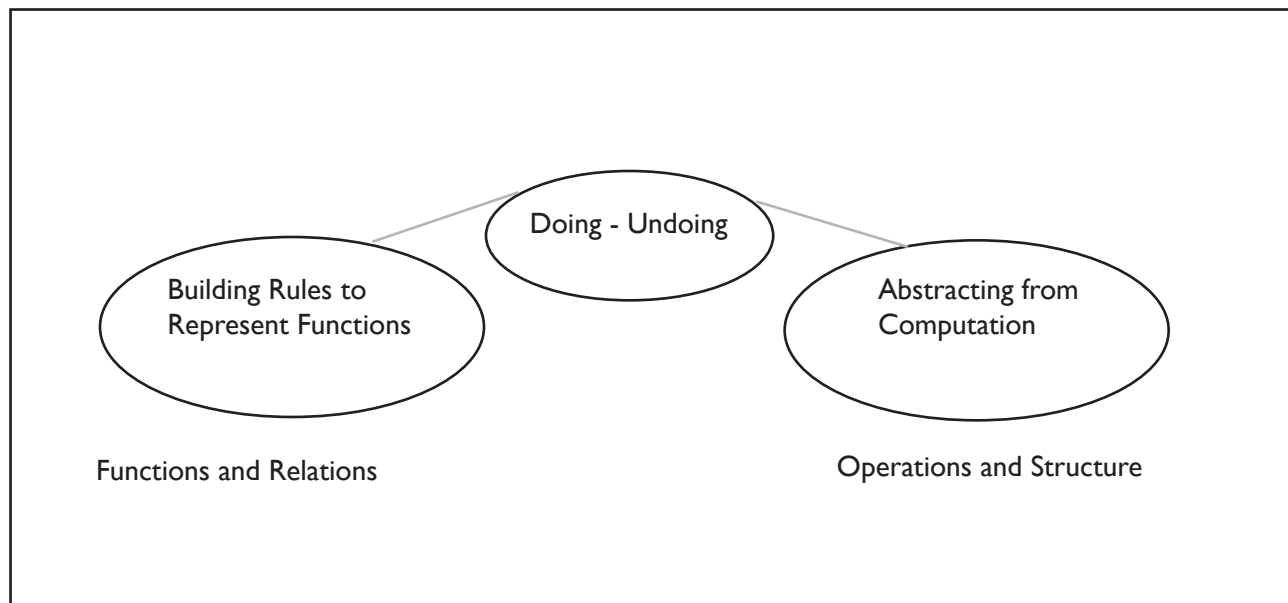 Doing - Undoing
Building Rules to
Represent Functions
Abstracting from
Computation
Functions and Relations
Operations and Structure